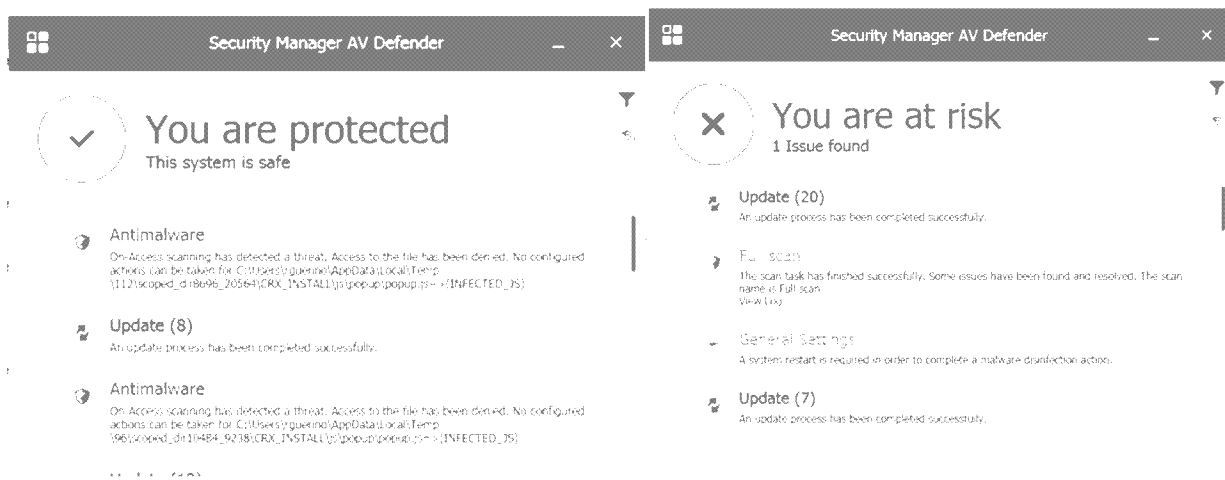 Security Manager AV Defender
You are protected
This system is safe
Antimalware
On-Access scanning has detected a threat. Access to the file has been denied. No configured
actions can be taken for C:\Users\rguerino\AppData\Local\Temp
\112\scoped_dir8696_20564\CRX_INSTALL\js\popup\popup.js=>(INFECTED_JS)
Update (8)
An update process has been completed successfully.
Antimalware
On-Access scanning has detected a threat. Access to the file has been denied. No configured
actions can be taken for C:\Users\rguerino\AppData\Local\Temp
\96\scoped_dir10484_9238\CRX_INSTALL\js\popup\popup.js=>(INFECTED_JS)
Security Manager AV Defender
You are at risk
1 Issue found
Update (20)
An update process has been completed successfully.
Full scan
The scan task has finished successfully. Some issues have been found and resolved. The scan
name is Full scan
View Log
General Settings
A system restart is required in order to complete a malware disinfection action.
Update (7)
An update process has been completed successfully.